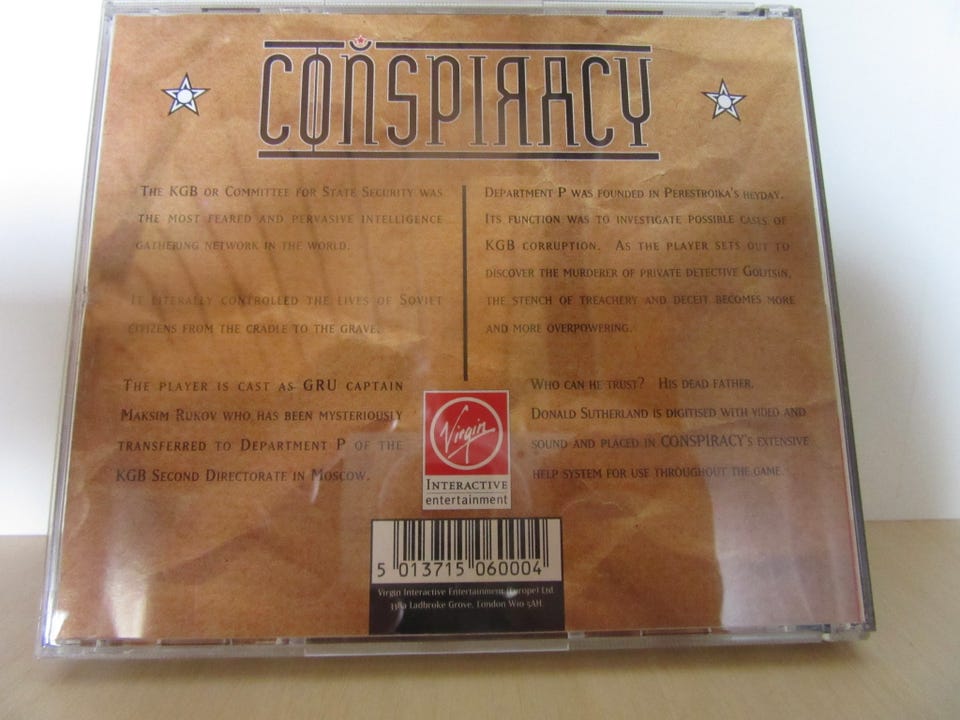 CONSPIRACY
THE KGB OR COMMITTEE FOR STATE SECURITY WAS
THE MOST FEARED AND PERVASIVE INTELLIGENCE
GATHERING NETWORK IN THE WORLD.
IT LITERALLY CONTROLLED THE LIVES OF SOVIET
CITIZENS FROM THE CRADLE TO THE GRAVE.
THE PLAYER IS CAST AS GRU CAPTAIN
MAKSIM RUKOV WHO HAS BEEN MYSTERIOUSLY
TRANSFERRED TO DEPARTMENT P OF THE
KGB SECOND DIRECTORATE IN MOSCOW.
DEPARTMENT P WAS FOUNDED IN PERESTROIKA'S HEYDAY.
ITS FUNCTION WAS TO INVESTIGATE POSSIBLE CASES OF
KGB CORRUPTION. AS THE PLAYER SETS OUT TO
DISCOVER THE MURDERER OF PRIVATE DETECTIVE GOLITSIN,
THE STENCH OF TREACHERY AND DECEIT BECOMES MORE
AND MORE OVERPOWERING.
WHO CAN HE TRUST? HIS DEAD FATHER,
DONALD SUTHERLAND IS DIGITISED WITH VIDEO AND
SOUND AND PLACED IN CONSPIRACY'S EXTENSIVE
HELP SYSTEM FOR USE THROUGHOUT THE GAME.
Virgin
INTERACTIVE
entertainment
5 013715 060004
Virgin Interactive Entertainment (Europe) Ltd
338a Ladbroke Grove, London W10 5AH